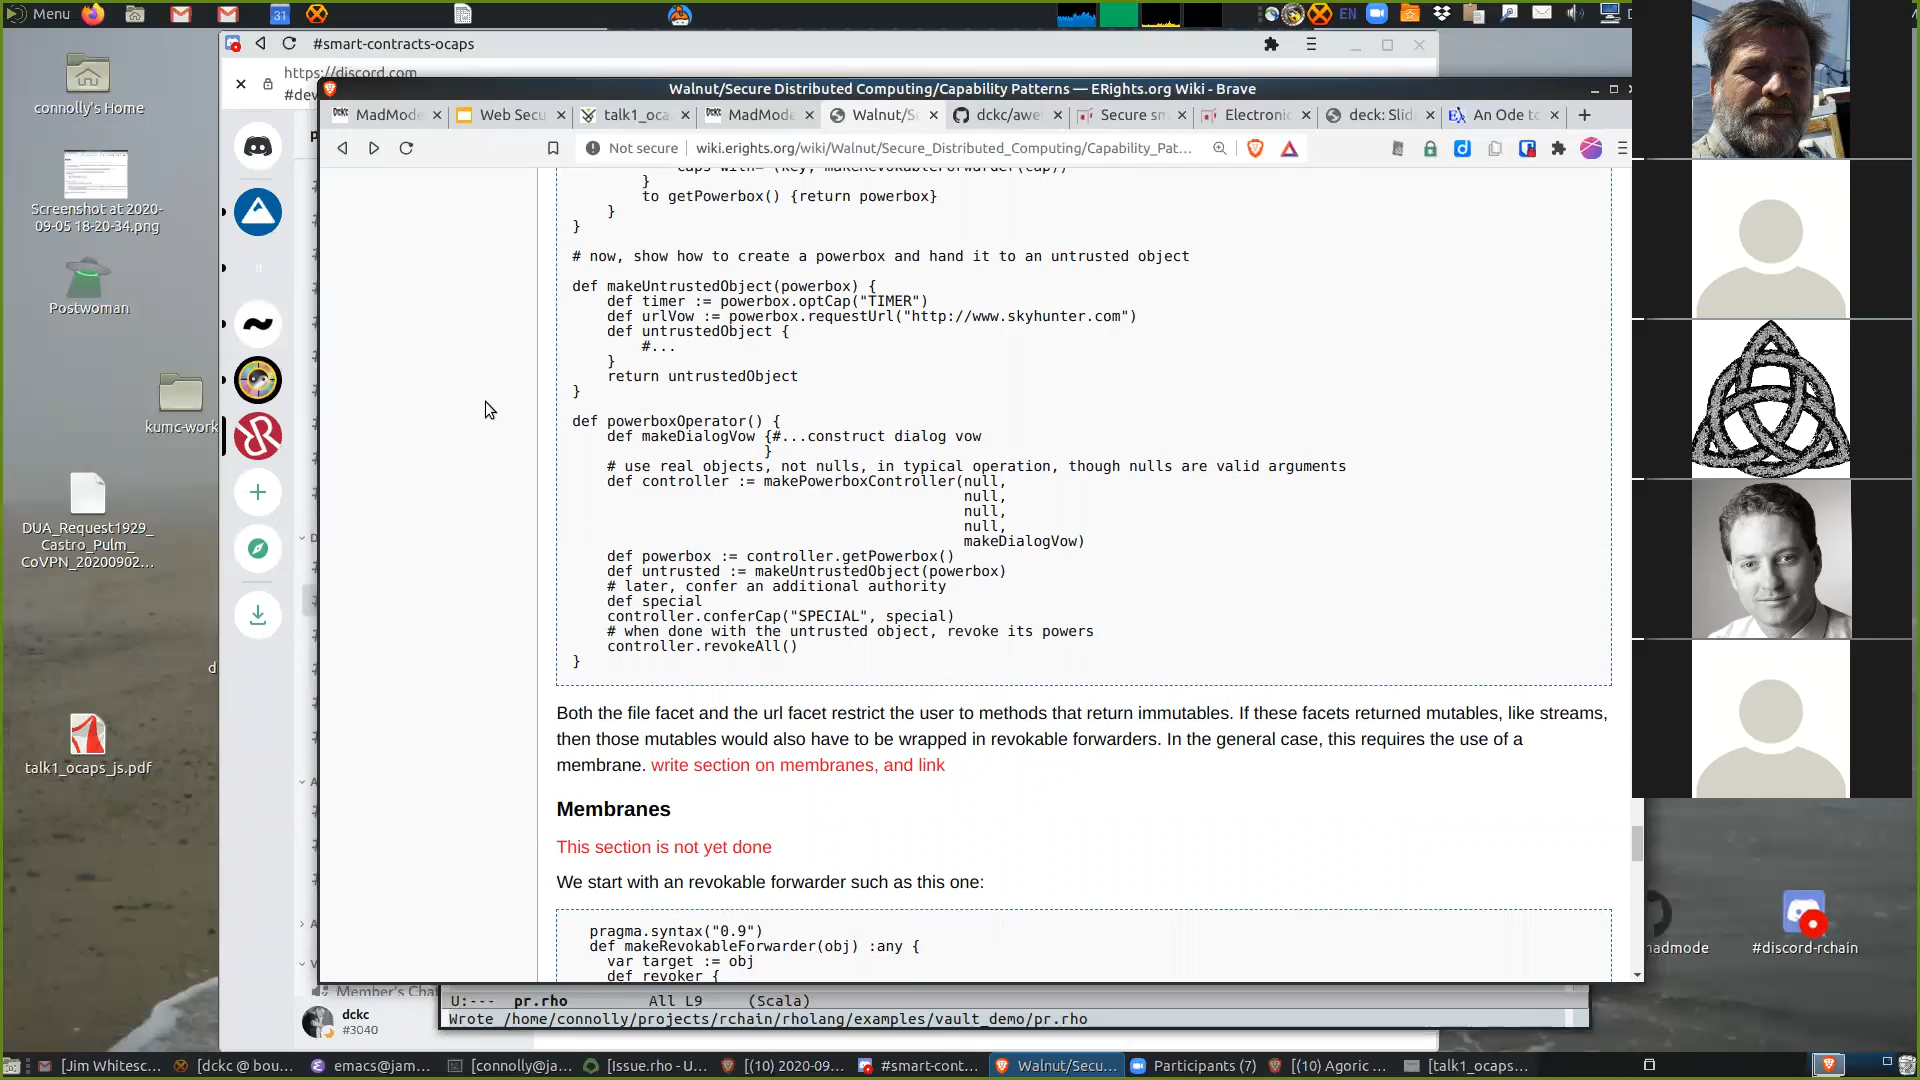 Menu
31
EN
connolly's Home
Screenshot at 2020-
09-05 18-20-34.png
Postwoman
kumc-work
DUA_Request1929_
Castro_Pulm_
CoVPN_20200902...
talk1_ocaps_js.pdf
#smart-contracts-ocaps
https://discord.com
#dev
Walnut/Secure Distributed Computing/Capability Patterns — ERights.org Wiki - Brave
MadMode
Web Secu
talk1_oca
MadMode
Walnut/S
dckc/awe
Secure sm
Electronic
deck: Slid
An Ode to
Not secure
wiki.erights.org/wiki/Walnut/Secure_Distributed_Computing/Capability_Pat...
caps with= (key, makeRevokableForwarder(cap))
}
to getPowerbox() {return powerbox}
}
}
# now, show how to create a powerbox and hand it to an untrusted object
def makeUntrustedObject(powerbox) {
def timer := powerbox.optCap("TIMER")
def urlVow := powerbox.requestUrl("http://www.skyhunter.com")
def untrustedObject {
#...
}
return untrustedObject
}
def powerboxOperator() {
def makeDialogVow {#...construct dialog vow
}
# use real objects, not nulls, in typical operation, though nulls are valid arguments
def controller := makePowerboxController(null,
null,
null,
null,
makeDialogVow)
def powerbox := controller.getPowerbox()
def untrusted := makeUntrustedObject(powerbox)
# later, confer an additional authority
def special
controller.conferCap("SPECIAL", special)
# when done with the untrusted object, revoke its powers
controller.revokeAll()
}
Both the file facet and the url facet restrict the user to methods that return immutables. If these facets returned mutables, like streams,
then those mutables would also have to be wrapped in revokable forwarders. In the general case, this requires the use of a
membrane. write section on membranes, and link
Membranes
This section is not yet done
We start with an revokable forwarder such as this one:
pragma.syntax("0.9")
def makeRevokableForwarder(obj) :any {
var target := obj
def revoker {
Member's Cha
dckc
#3040
U:--- pr.rho All L9 (Scala)
Wrote /home/connolly/projects/rchain/rholang/examples/vault_demo/pr.rho
madmode
#discord-rchain
[Jim Whitesc...
[dckc @ bou...
emacs@jam...
[connolly@ja...
[Issue.rho - U...
[(10) 2020-09...
#smart-cont...
Walnut/Secu...
Participants (7)
[(10) Agoric ...
[talk1_ocaps...